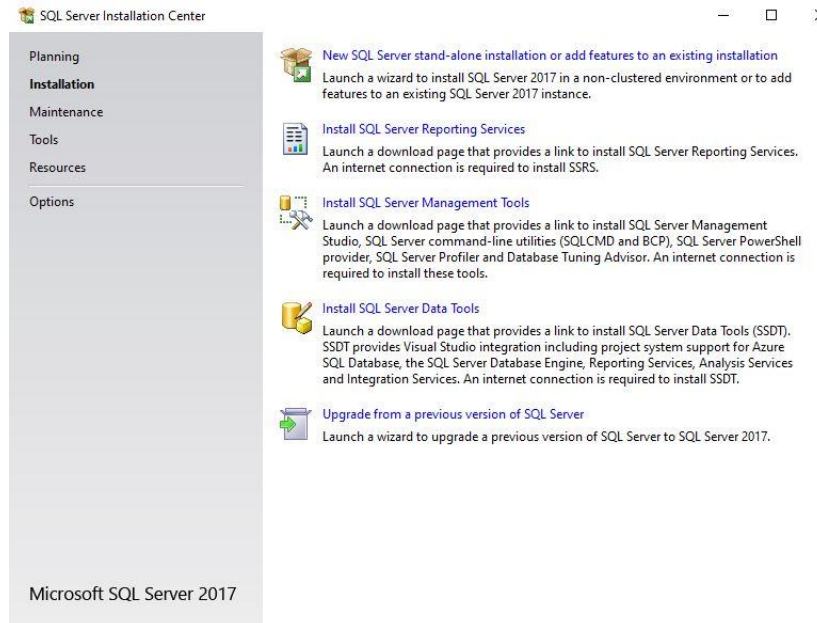 SQL Server Installation Center
Planning
Installation
Maintenance
Tools
Resources
Options
Microsoft SQL Server 2017
New SQL Server stand-alone installation or add features to an existing installation
Launch a wizard to install SQL Server 2017 in a non-clustered environment or to add
features to an existing SQL Server 2017 instance.
Install SQL Server Reporting Services
Launch a download page that provides a link to install SQL Server Reporting Services.
An internet connection is required to install SSRS.
Install SQL Server Management Tools
Launch a download page that provides a link to install SQL Server Management
Studio, SQL Server command-line utilities (SQLCMD and BCP), SQL Server PowerShell
provider, SQL Server Profiler and Database Tuning Advisor. An internet connection is
required to install these tools.
Install SQL Server Data Tools
Launch a download page that provides a link to install SQL Server Data Tools (SSDT).
SSDT provides Visual Studio integration including project system support for Azure
SQL Database, the SQL Server Database Engine, Reporting Services, Analysis Services
and Integration Services. An internet connection is required to install SSDT.
Upgrade from a previous version of SQL Server
Launch a wizard to upgrade a previous version of SQL Server to SQL Server 2017.